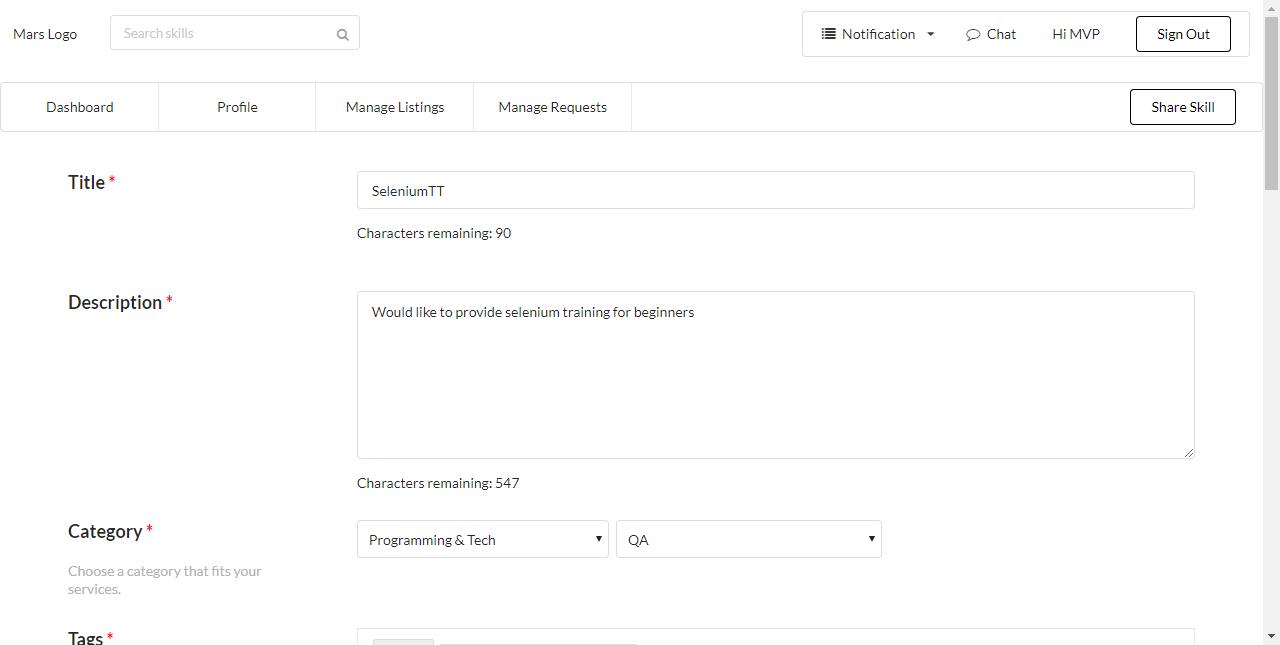 Mars Logo
Search skills
Notification
Chat
Hi MVP
Sign Out
Dashboard
Profile
Manage Listings
Manage Requests
Share Skill
Title *
SeleniumTT
Characters remaining: 90
Description *
Would like to provide selenium training for beginners
Characters remaining: 547
Category *
Programming & Tech
QA
Choose a category that fits your
services.
Tags *